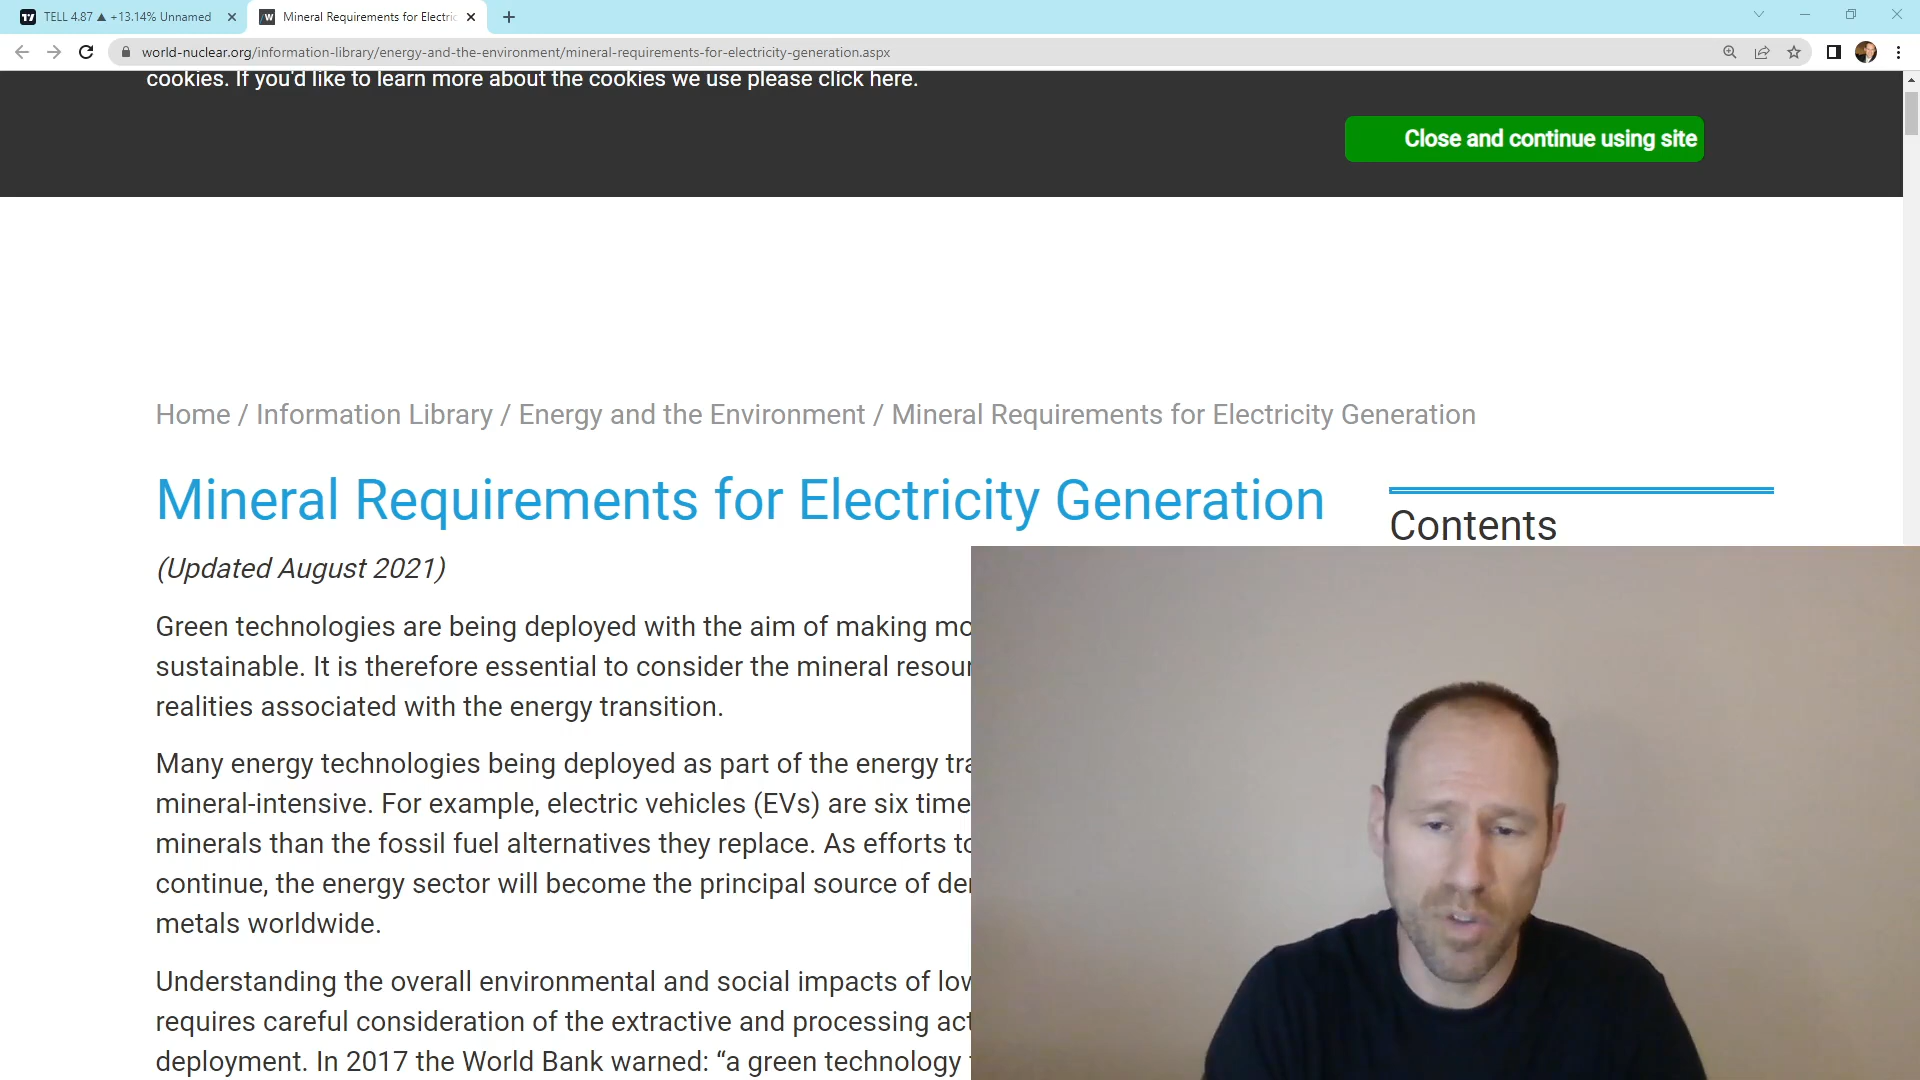 TELL 4.87 ▲ +13.14% Unnamed
Mineral Requirements for Electric
world-nuclear.org/information-library/energy-and-the-environment/mineral-requirements-for-electricity-generation.aspx
cookies. If you'd like to learn more about the cookies we use please click here.
Close and continue using site
Home / Information Library / Energy and the Environment / Mineral Requirements for Electricity Generation
Mineral Requirements for Electricity Generation
Contents
(Updated August 2021)
Green technologies are being deployed with the aim of making
sustainable. It is therefore essential to consider the mineral
realities associated with the energy transition.
Many energy technologies being deployed as part of the energy
mineral-intensive. For example, electric vehicles (EVs) are six
minerals than the fossil fuel alternatives they replace. As efforts
continue, the energy sector will become the principal source of
metals worldwide.
Understanding the overall environmental and social impacts of
requires careful consideration of the extractive and processing
deployment. In 2017 the World Bank warned: “a green technology